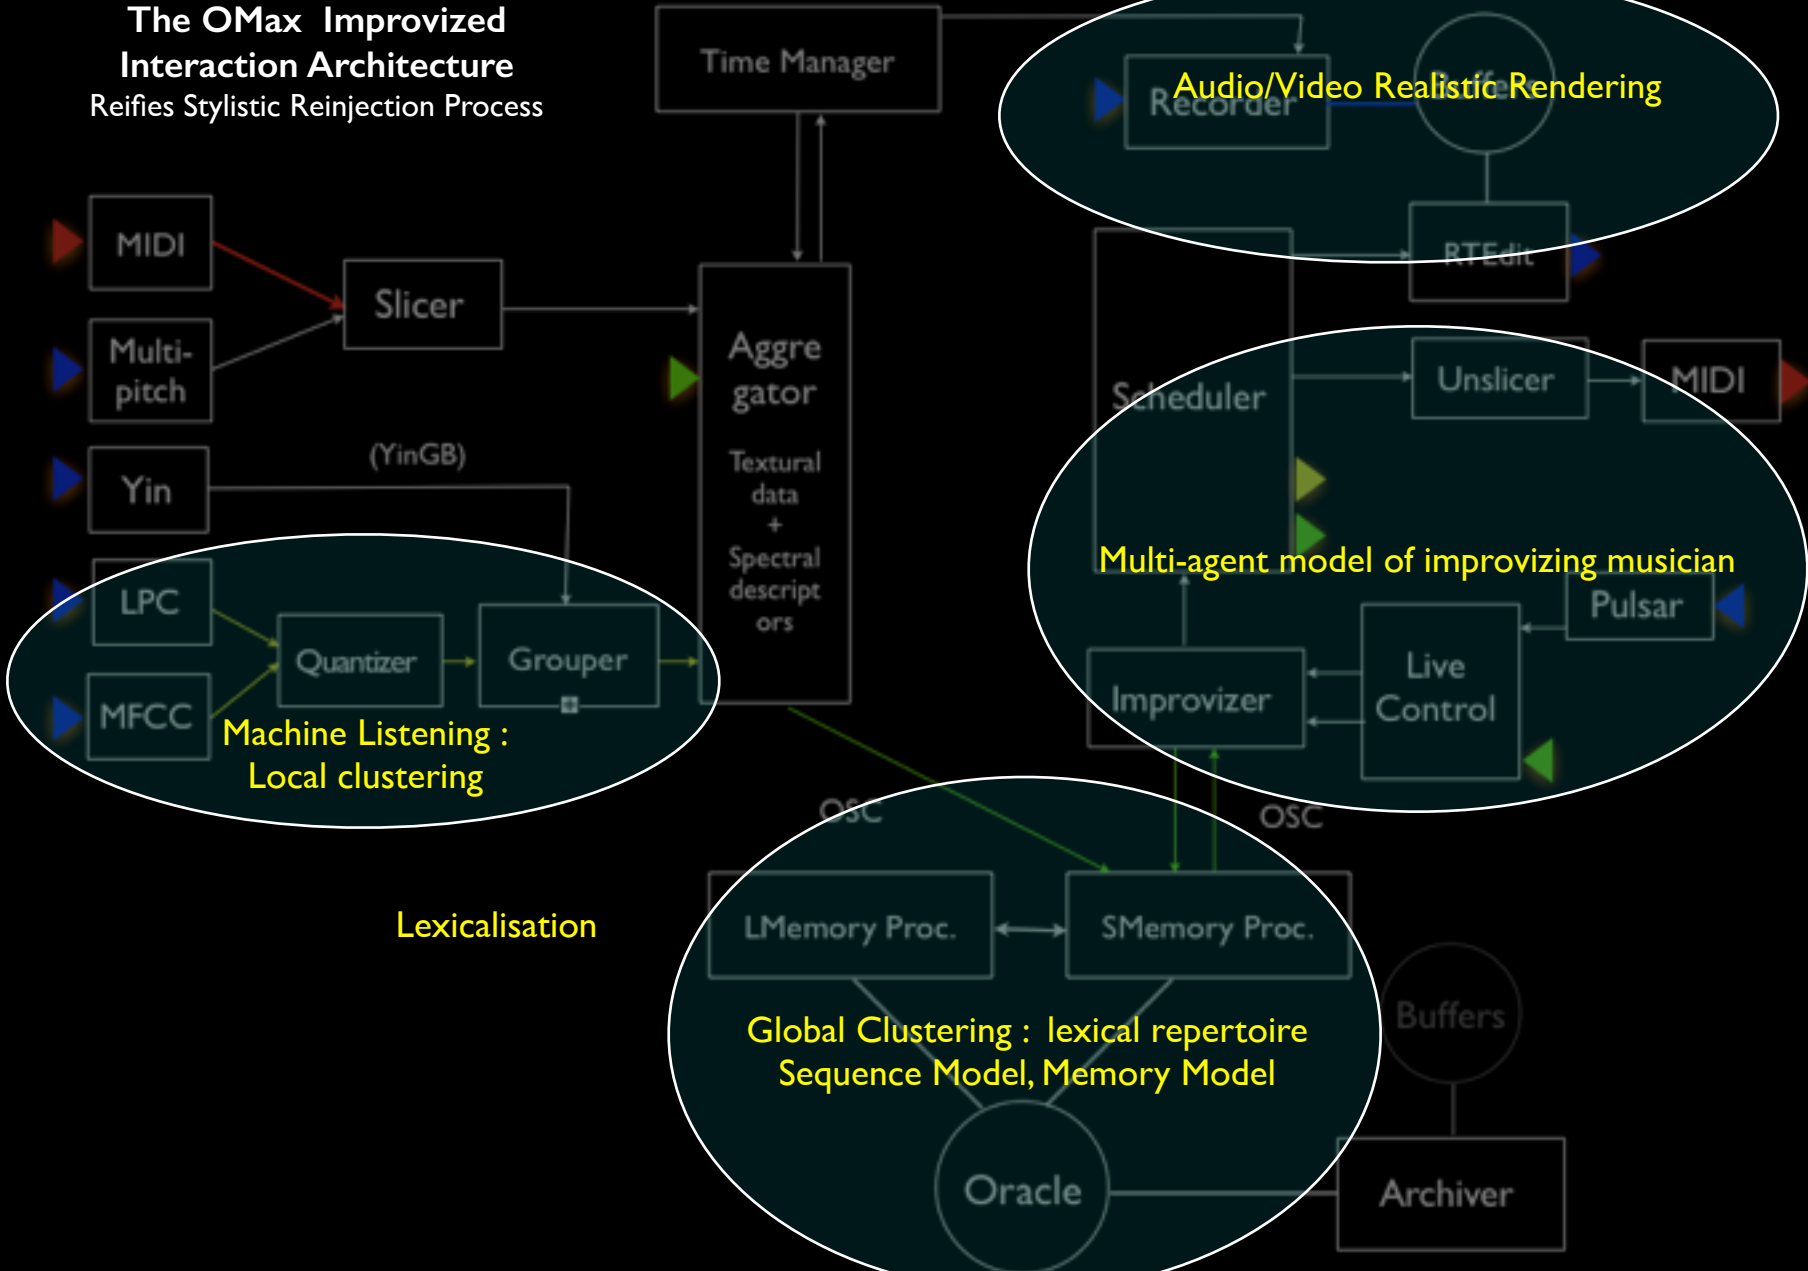 The OMax Improvized
Interaction Architecture
Reifies Stylistic Reinjection Process
Time Manager
Audio/Video Realistic Rendering
Recorder
Buffers
RTEdit
MIDI
Slicer
Multi-
pitch
(YinGB)
Yin
Aggre
gator
Textural
data
+
Spectral
descript
ors
Scheduler
Unslicer
MIDI
Multi-agent model of improvizing musician
Pulsar
Live
Control
Improvizer
LPC
Quantizer
Grouper
MFCC
Machine Listening :
Local clustering
OSC
OSC
Lexicalisation
LMemory Proc.
SMemory Proc.
Global Clustering : lexical repertoire
Sequence Model, Memory Model
Buffers
Oracle
Archiver